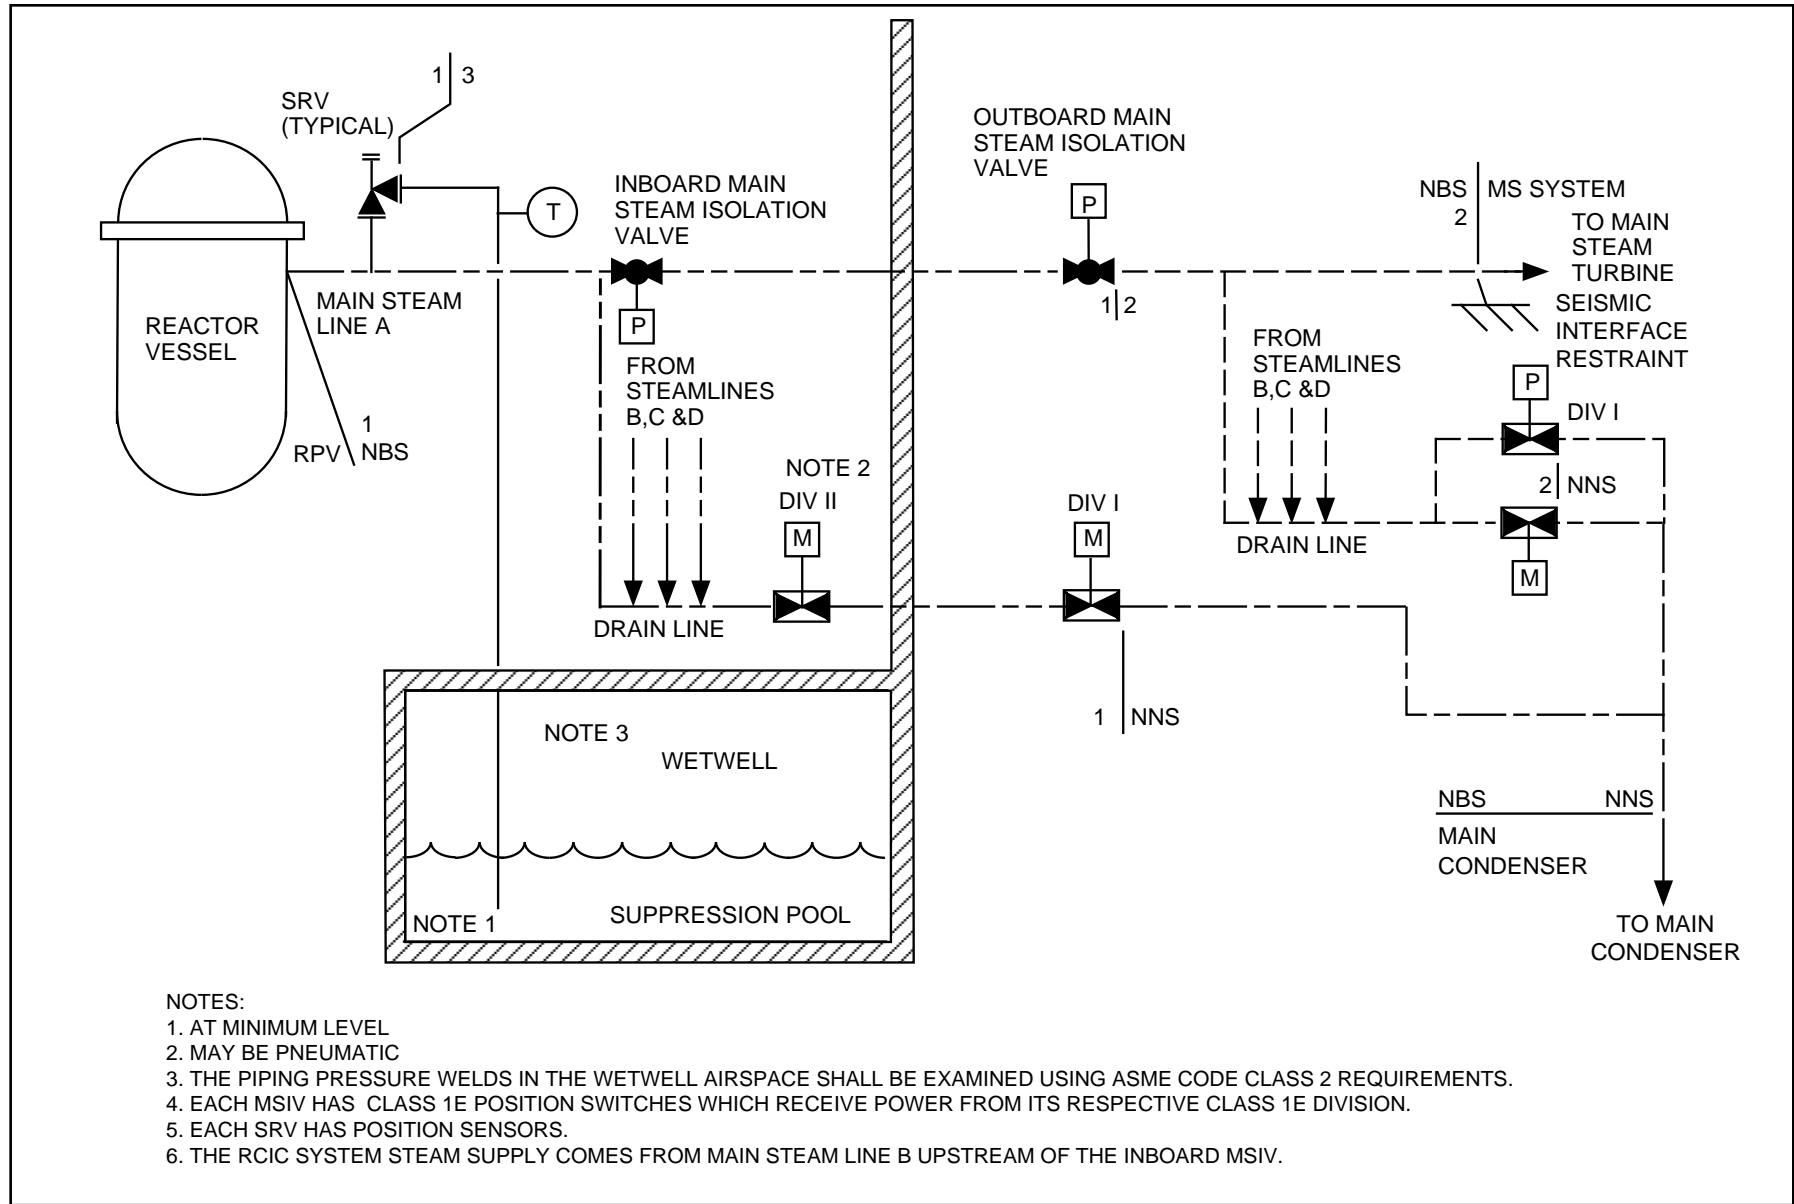 1 3
SRV
(TYPICAL)
T
INBOARD MAIN
STEAM ISOLATION
VALVE
P
OUTBOARD MAIN
STEAM ISOLATION
VALVE
P
1 2
NBS MS SYSTEM
2
TO MAIN
STEAM
TURBINE
SEISMIC
INTERFACE
RESTRAINT
REACTOR
VESSEL
MAIN STEAM
LINE A
1
RPV NBS
FROM
STEAMLINES
B,C &D
NOTE 2
DIV II
M
DRAIN LINE
DIV I
M
1 NNS
FROM
STEAMLINES
B,C &D
DRAIN LINE
P
DIV I
2 NNS
M
NOTE 3
WETWELL
SUPPRESSION POOL
NOTE 1
NBS NNS
MAIN
CONDENSER
TO MAIN
CONDENSER
NOTES:
1. AT MINIMUM LEVEL
2. MAY BE PNEUMATIC
3. THE PIPING PRESSURE WELDS IN THE WETWELL AIRSPACE SHALL BE EXAMINED USING ASME CODE CLASS 2 REQUIREMENTS.
4. EACH MSIV HAS CLASS 1E POSITION SWITCHES WHICH RECEIVE POWER FROM ITS RESPECTIVE CLASS 1E DIVISION.
5. EACH SRV HAS POSITION SENSORS.
6. THE RCIC SYSTEM STEAM SUPPLY COMES FROM MAIN STEAM LINE B UPSTREAM OF THE INBOARD MSIV.